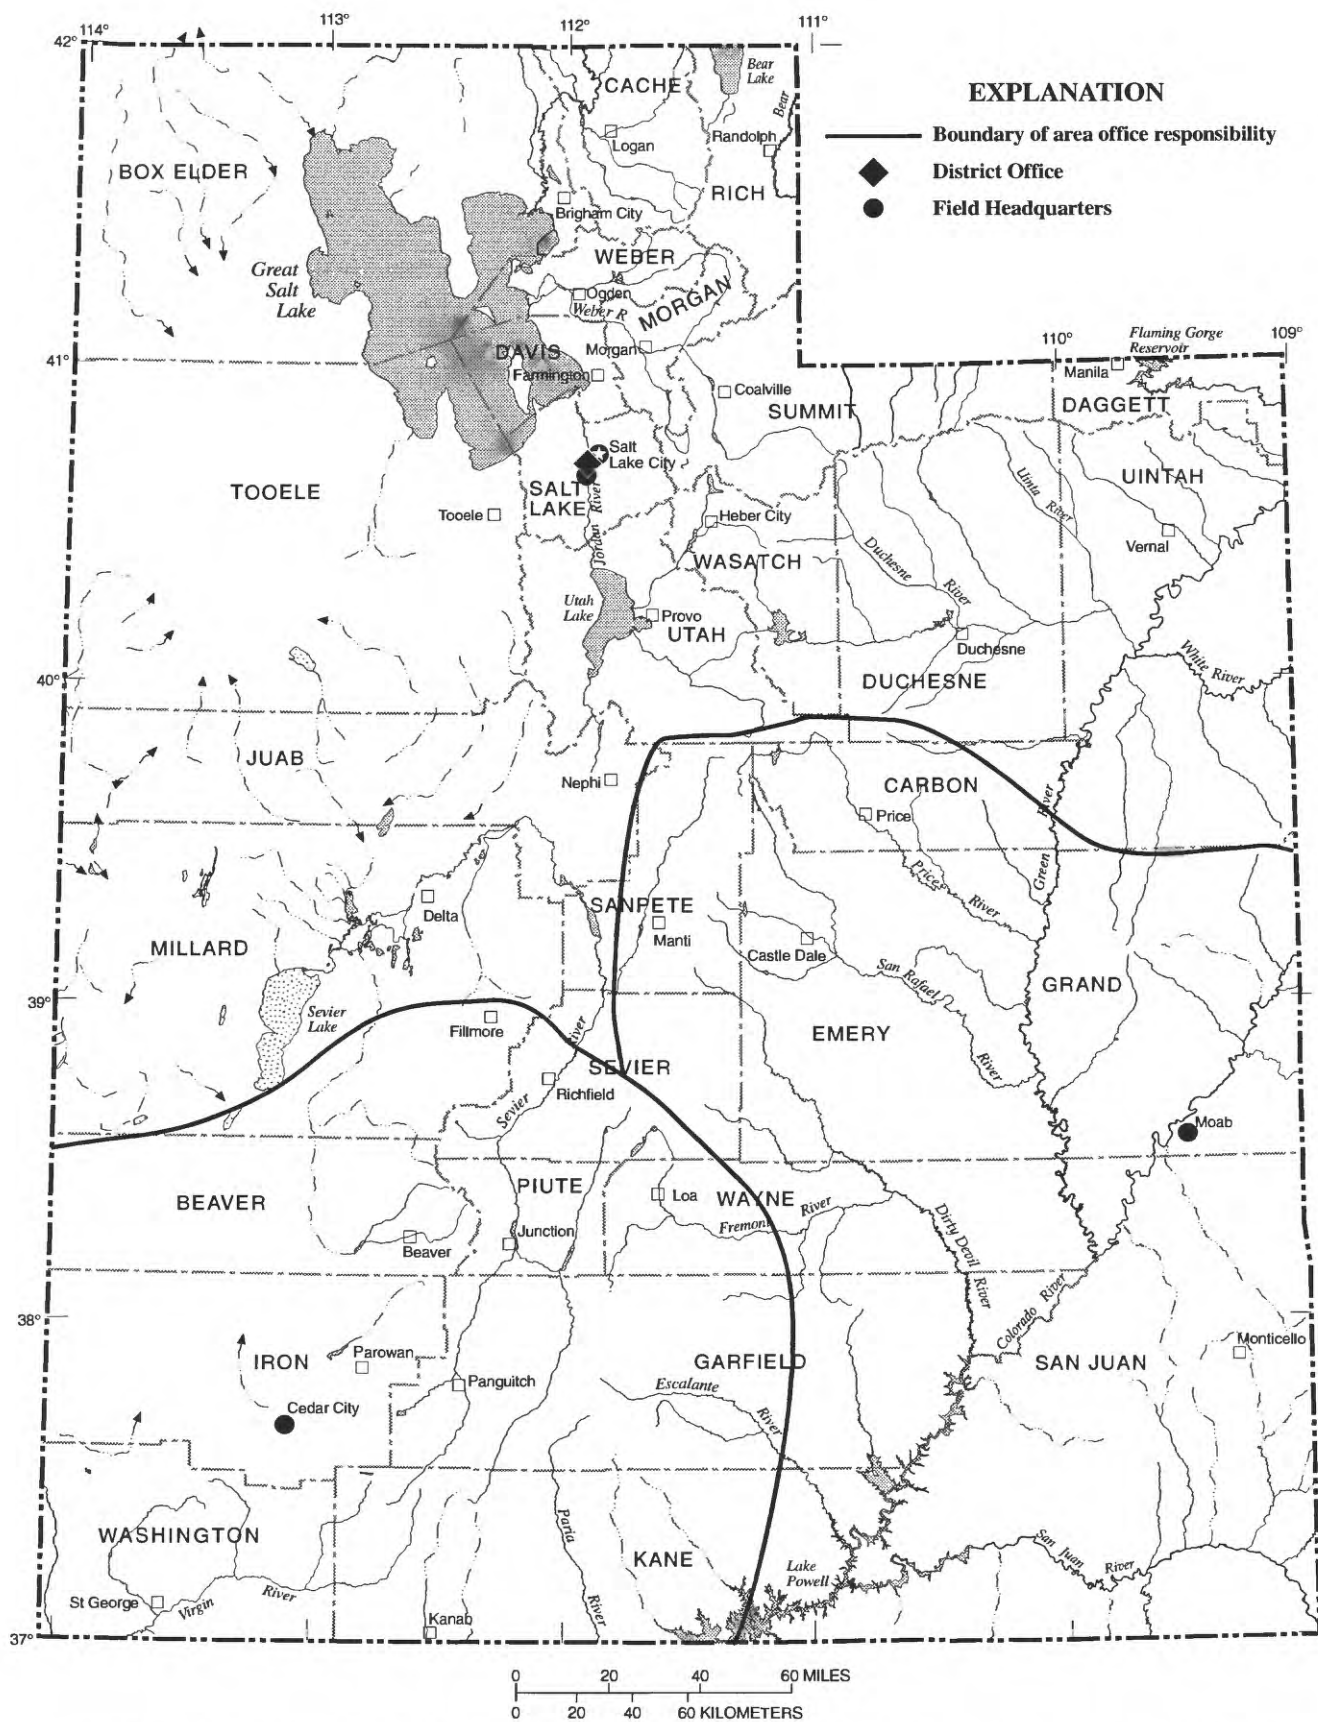 114°
113°
112°
111°
42°
EXPLANATION
Boundary of area office responsibility
District Office
Field Headquarters
CACHE
Bear
Lake
Bear
Logan
Randolph
BOX ELDER
RICH
Brigham City
Great
Salt
Lake
WEBER
Ogden
Weber R
MORGAN
41°
DAVIS
Morgan
Farmington
Coalville
SUMMIT
110°
109°
Flaming Gorge
Reservoir
Manila
DAGGETT
Salt
Lake City
TOOELE
SALT
LAKE
Tooele
Jordan River
Heber City
WASATCH
Uinta River
UINTAH
Vernal
Duchesne
River
Utah
Lake
Provo
UTAH
Duchesne
DUCHESNE
White River
40°
JUAB
Nephi
CARBON
Price
Green
River
Price
River
Delta
SANPETE
Manti
Castle Dale
MILLARD
San Rafael
River
GRAND
39°
Sevier
Lake
Fillmore
EMERY
River
SEVIER
Richfield
Sevier
Moab
BEAVER
PIUTE
Loa
WAYNE
Fremont
River
Junction
Beaver
Dirty Devil
River
38°
Colorado
River
Monticello
IRON
Parowan
GARFIELD
SAN JUAN
Panguitch
Escalante
River
Cedar City
WASHINGTON
Paria
River
KANE
Lake
Powell
San Juan
River
St George
Virgin
River
Kanab
37°
0
20
40
60 MILES
0
20
40
60 KILOMETERS